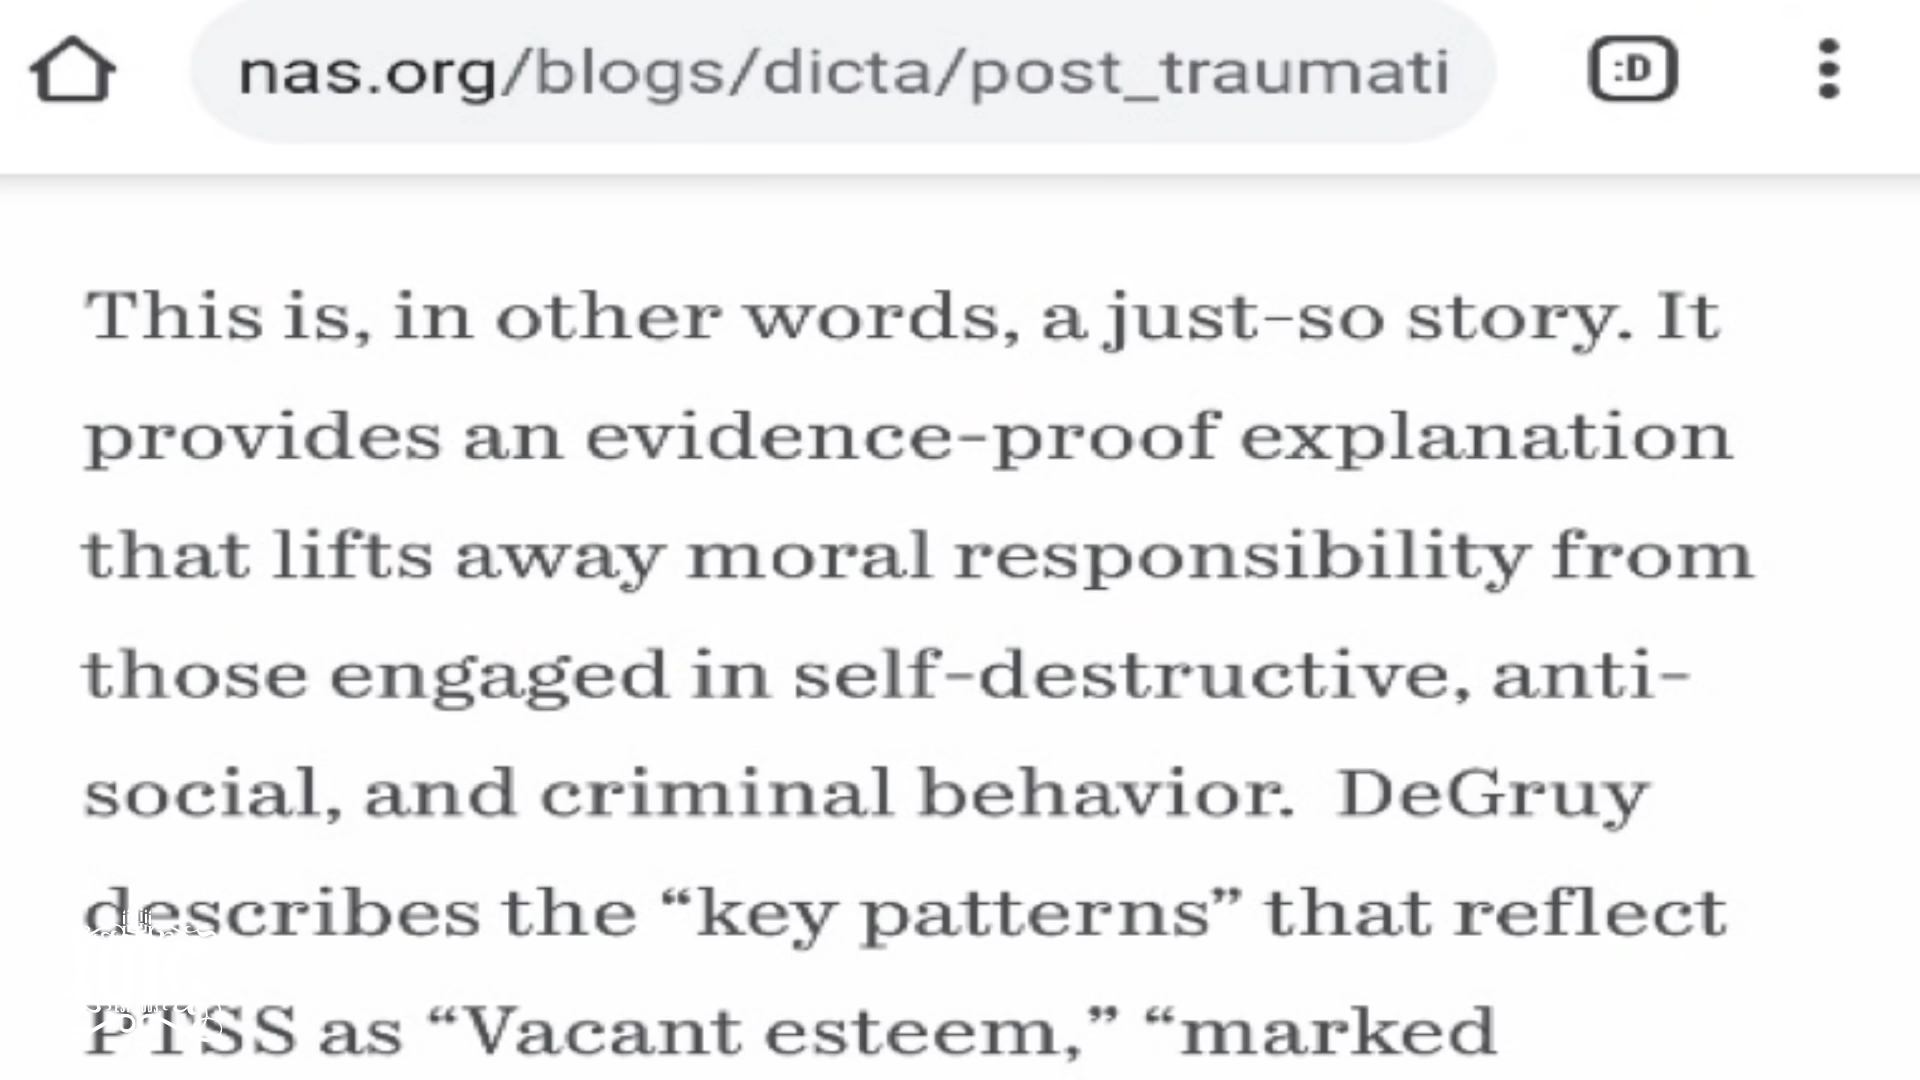 nas.org/blogs/dicta/post_traumati
:D
This is, in other words, a just-so story. It
provides an evidence-proof explanation
that lifts away moral responsibility from
those engaged in self-destructive, anti-
social, and criminal behavior. DeGruy
describes the “key patterns” that reflect
PTSS as “Vacant esteem,” “marked